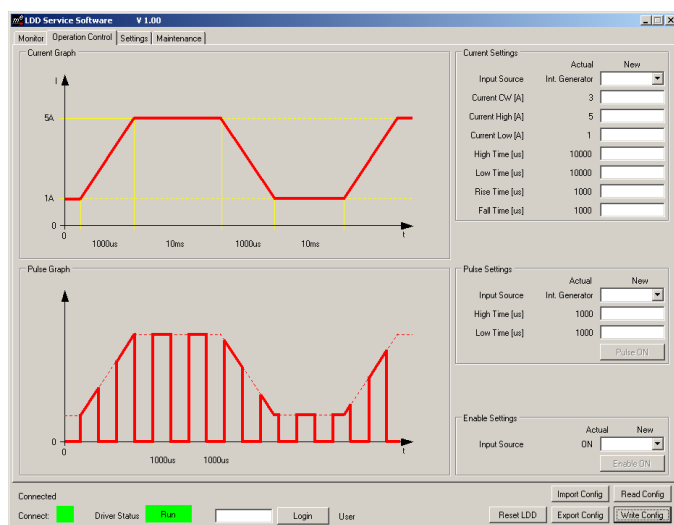 LDD Service Software V 1.00
Monitor Operation Control Settings Maintenance
Current Graph
I
5A
1A
0
0
t
1000us 10ms 1000us 10ms
Current Settings
Actual New
Input Source Int. Generator
Current CW [A] 3
Current High [A] 5
Current Low [A] 1
High Time [us] 10000
Low Time [us] 10000
Rise Time [us] 1000
Fall Time [us] 1000
Pulse Graph
0
0
t
1000us 1000us
Pulse Settings
Actual New
Input Source Int. Generator
High Time [us] 1000
Low Time [us] 1000
Pulse ON
Enable Settings
Actual New
Input Source ON
Enable ON
Connected
Import Config Read Config
Connect: Driver Status Run Login User Reset LDD Export Config Write Config